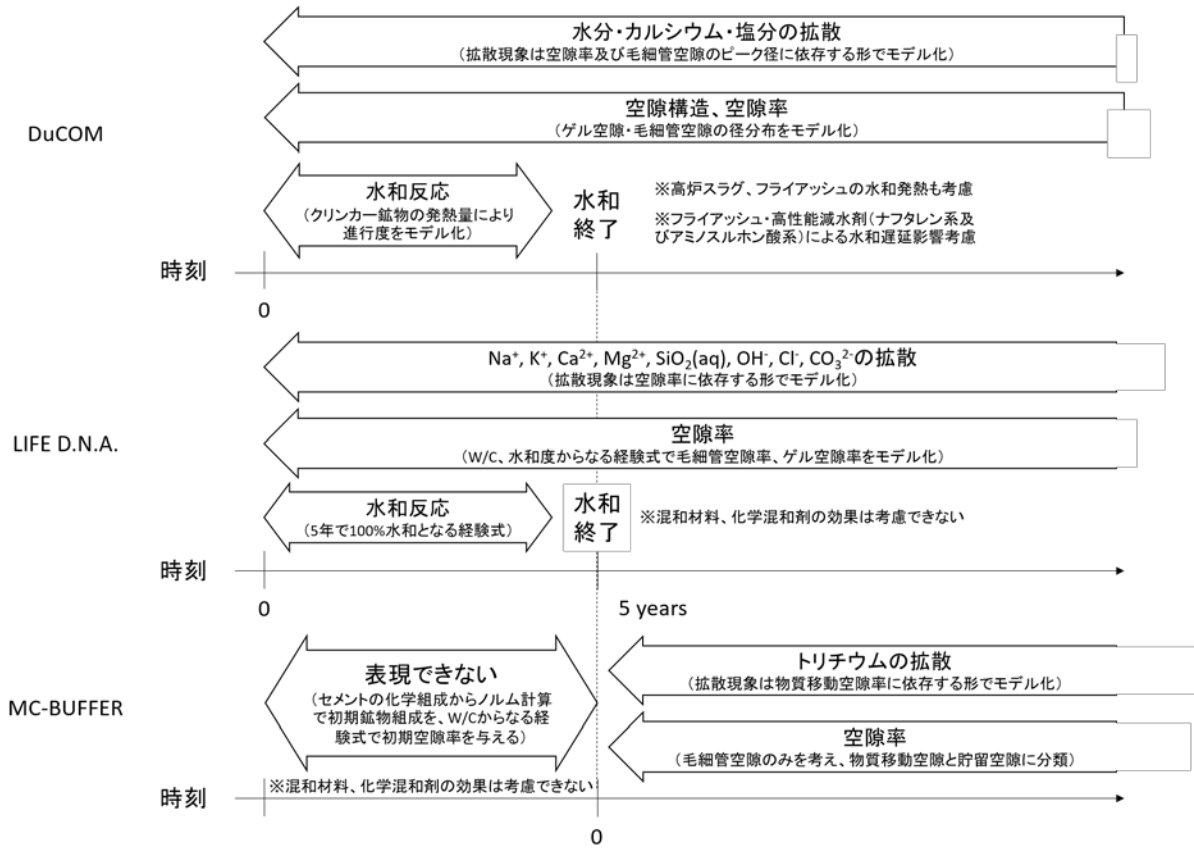 水分・カルシウム・塩分の拡散
(拡散現象は空隙率及び毛細管空隙のピーク径に依存する形でモデル化)
空隙構造、空隙率
(ゲル空隙・毛細管空隙の径分布をモデル化)
DuCOM
水和反応
(クリンカー鉱物の発熱量により
進行度をモデル化)
水和
終了
※高炉スラグ、フライアッシュの水和発熱も考慮
※フライアッシュ・高性能減水剤(ナフタレン系及
びアミノスルホン酸系)による水和遅延影響考慮
時刻
0
Na⁺, K⁺, Ca²⁺, Mg²⁺, SiO₂(aq), OH⁻, Cl⁻, CO₃²⁻の拡散
(拡散現象は空隙率に依存する形でモデル化)
LIFE D.N.A.
空隙率
(W/C、水和度からなる経験式で毛細管空隙率、ゲル空隙率をモデル化)
水和反応
(5年で100%水和となる経験式)
水和
終了
※混和材料、化学混和剤の効果は考慮できない
時刻
0
5 years
MC-BUFFER
表現できない
(セメントの化学組成からノルム計算
で初期鉱物組成を、W/Cからなる経
験式で初期空隙率を与える)
トリチウムの拡散
(拡散現象は物質移動空隙率に依存する形でモデル化)
空隙率
(毛細管空隙のみを考え、物質移動空隙と貯留空隙に分類)
※混和材料、化学混和剤の効果は考慮できない
時刻
0